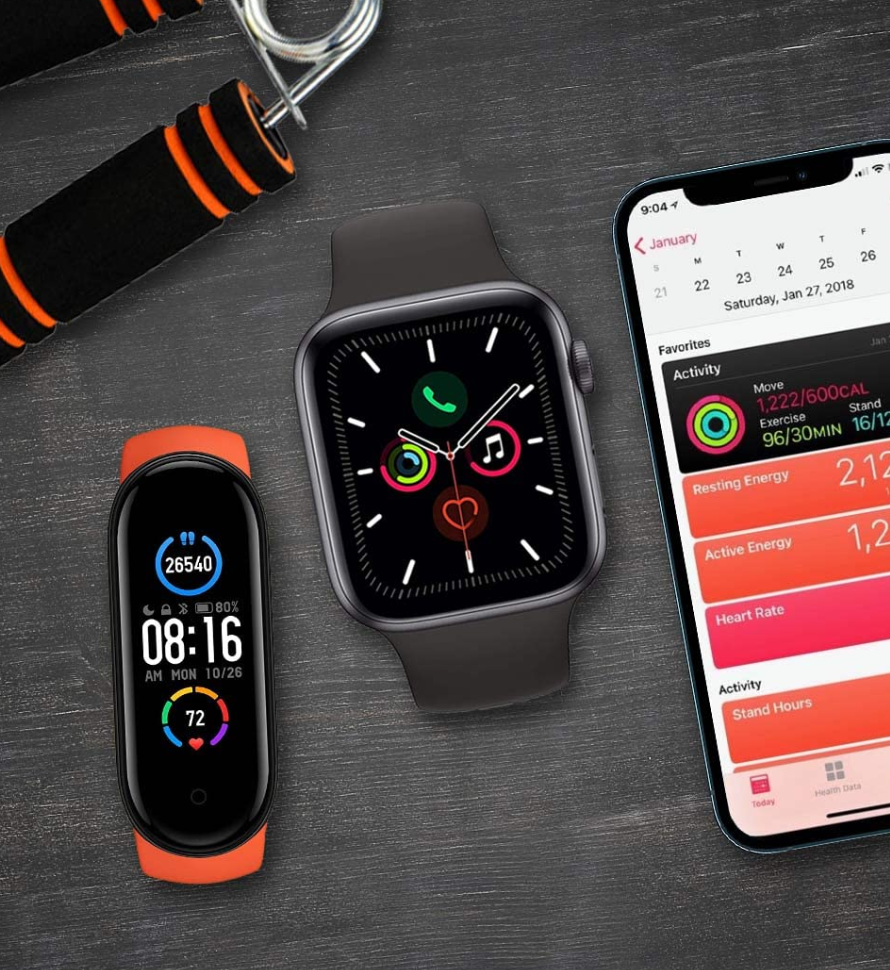 26540
80%
08:16
AM MON 10/26
72
9:04
January
S M T W T F
21 22 23 24 25 26
Saturday, Jan 27, 2018
Favorites
Activity
Jan
Move
1,222/600CAL
Exercise
Stand
96/30MIN
16/12
Resting Energy
2,12
Active Energy
1,2
Heart Rate
Activity
Stand Hours
Today
Health Data